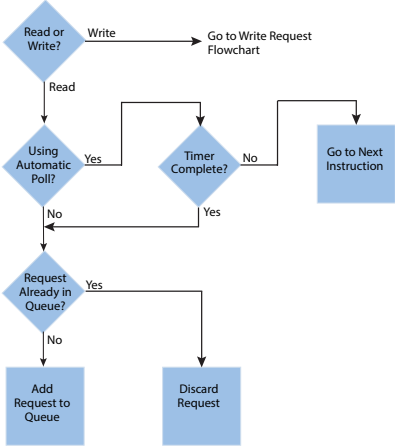 Read or
Write?
Write
Go to Write Request
Flowchart
Read
Using
Automatic
Poll?
Yes
Timer
Complete?
No
Go to Next
Instruction
No
Yes
Request
Already in
Queue?
Yes
No
Add
Request to
Queue
Discard
Request